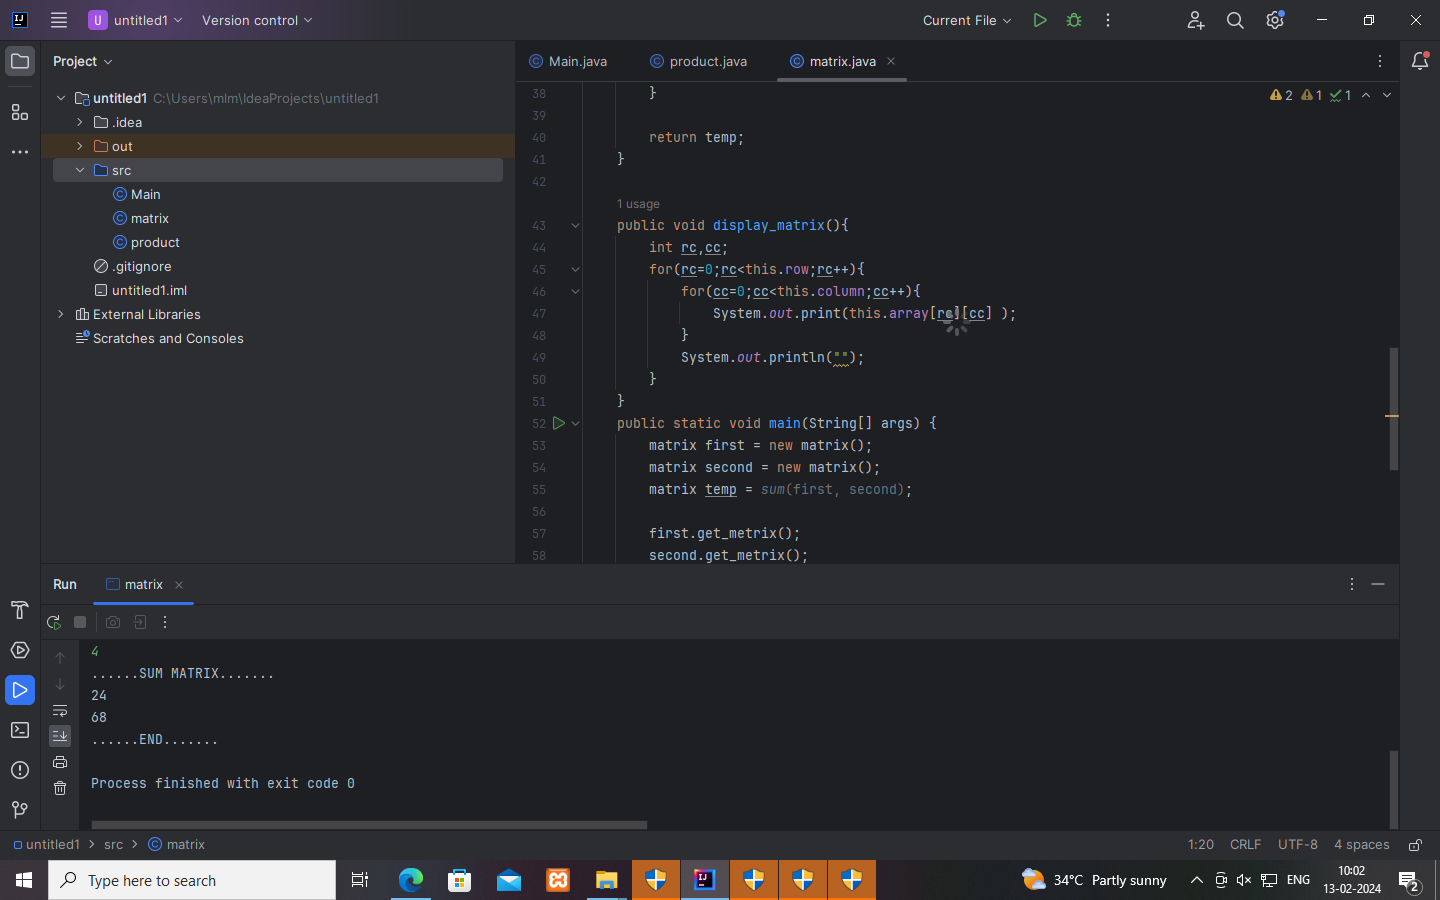 U untitled1 Version control Current File
Project Main.java product.java matrix.java
untitled1 C:\Users\mlm\IdeaProjects\untitled1
.idea
out
src
Main
matrix
product
.gitignore
untitled1.iml
External Libraries
Scratches and Consoles
2 1 1
38 }
39
40 return temp;
41 }
42
1 usage
43 public void display_matrix(){
44 int rc,cc;
45 for(rc=0;rc<this.row;rc++){
46 for(cc=0;cc<this.column;cc++){
47 System.out.print(this.array[rc][cc] );
48 }
49 System.out.println("");
50 }
51 }
52 public static void main(String[] args) {
53 matrix first = new matrix();
54 matrix second = new matrix();
55 matrix temp = sum(first, second);
56
57 first.get_metrix();
58 second.get_metrix();
Run matrix
4
......SUM MATRIX.......
24
68
......END.......
Process finished with exit code 0
untitled1 > src > matrix 1:20 CRLF UTF-8 4 spaces
Type here to search 34°C Partly sunny ENG 10:02
13-02-2024 2